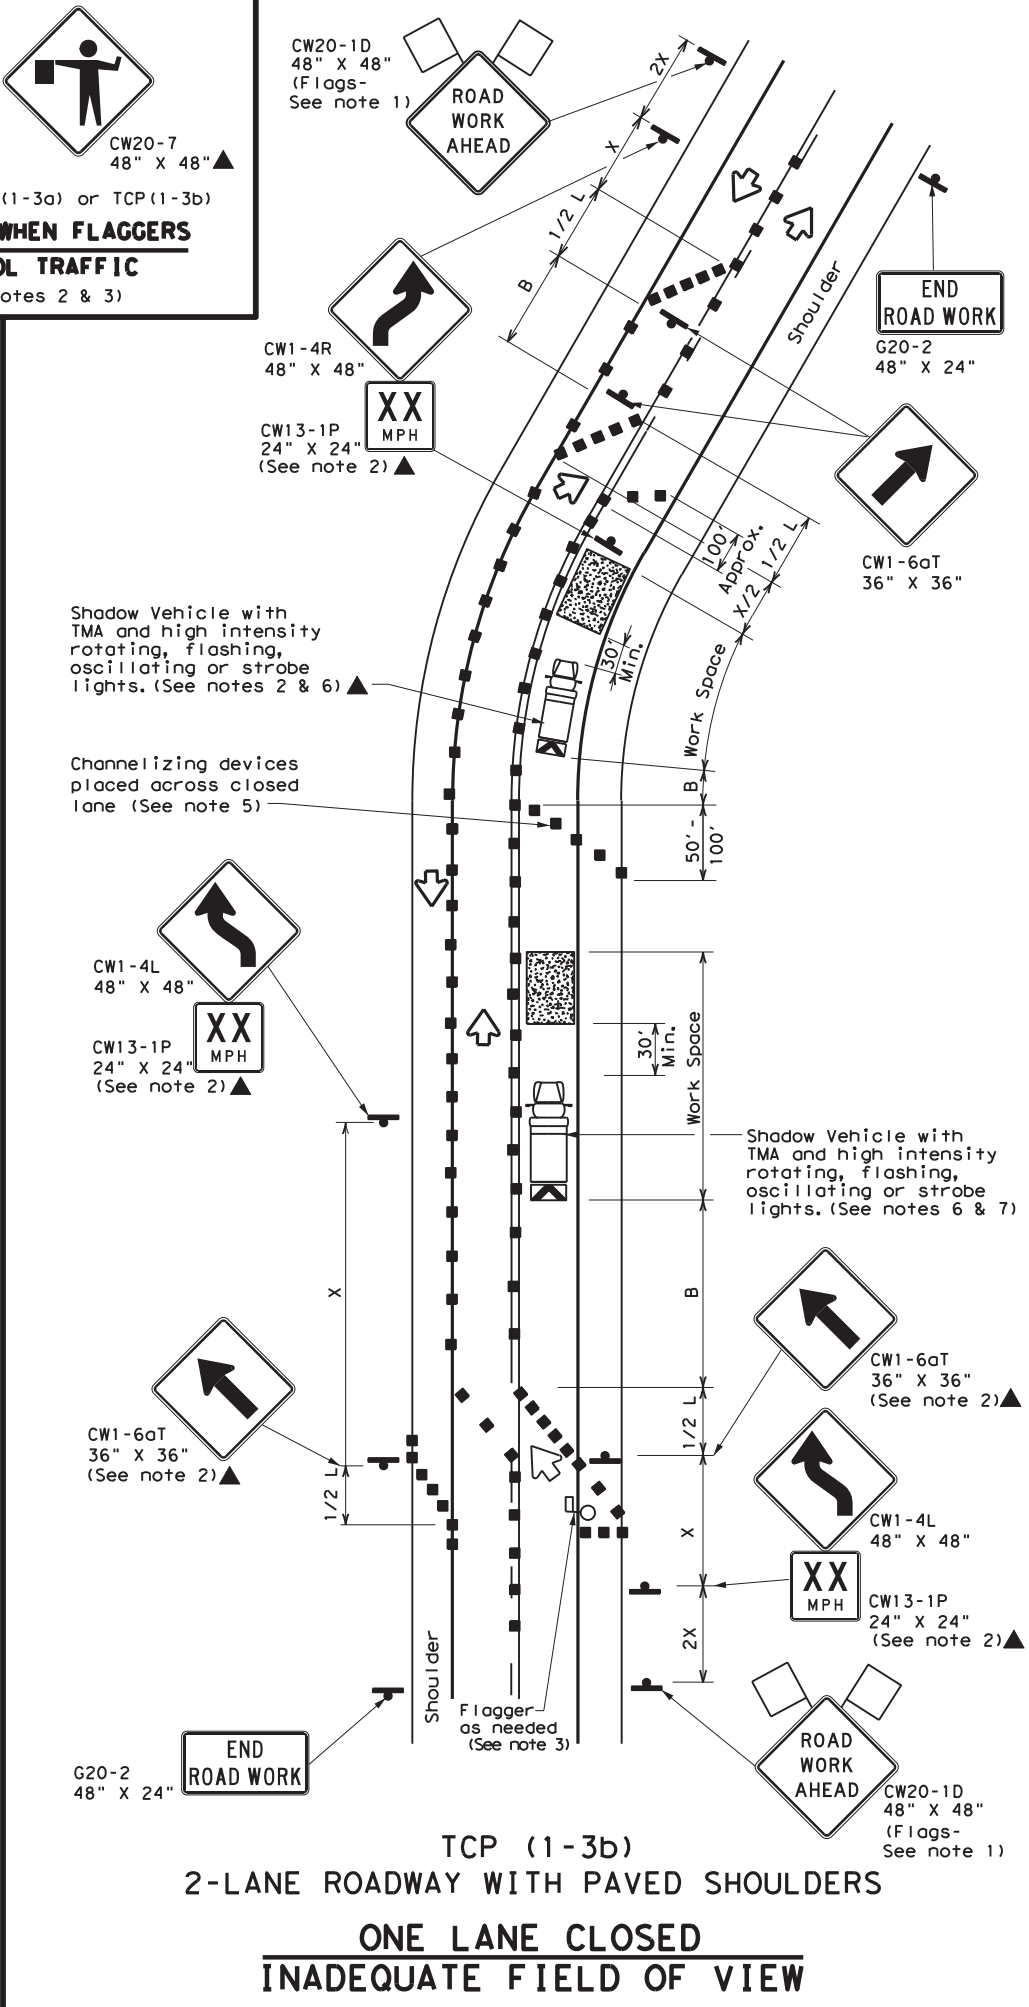 CW20-7
48" X 48"
(1-3a) or TCP(1-3b)
WHEN FLAGGERS
OL TRAFFIC
otes 2 & 3)
CW20-1D
48" X 48"
(Flags-
See note 1)
ROAD
WORK
AHEAD
2X
X
1/2 L
B
CW1-4R
48" X 48"
XX
MPH
CW13-1P
24" X 24"
(See note 2)
Shoulder
END
ROAD WORK
G20-2
48" X 24"
CW1-6aT
36" X 36"
100'
Approx.
1/2 L
X/2
30'
Min.
Work Space
B
50'-
100'
Shadow Vehicle with
TMA and high intensity
rotating, flashing,
oscillating or strobe
lights. (See notes 2 & 6)
Channelizing devices
placed across closed
lane (See note 5)
CW1-4L
48" X 48"
XX
MPH
CW13-1P
24" X 24"
(See note 2)
30'
Min.
Work Space
Shadow Vehicle with
TMA and high intensity
rotating, flashing,
oscillating or strobe
lights. (See notes 6 & 7)
X
B
CW1-6aT
36" X 36"
(See note 2)
1/2 L
1/2 L
X
2X
CW1-6aT
36" X 36"
(See note 2)
CW1-4L
48" X 48"
XX
MPH
CW13-1P
24" X 24"
(See note 2)
Shoulder
Flagger
as needed
(See note 3)
END
ROAD WORK
G20-2
48" X 24"
ROAD
WORK
AHEAD
CW20-1D
48" X 48"
(Flags-
See note 1)
TCP (1-3b)
2-LANE ROADWAY WITH PAVED SHOULDERS
ONE LANE CLOSED
INADEQUATE FIELD OF VIEW